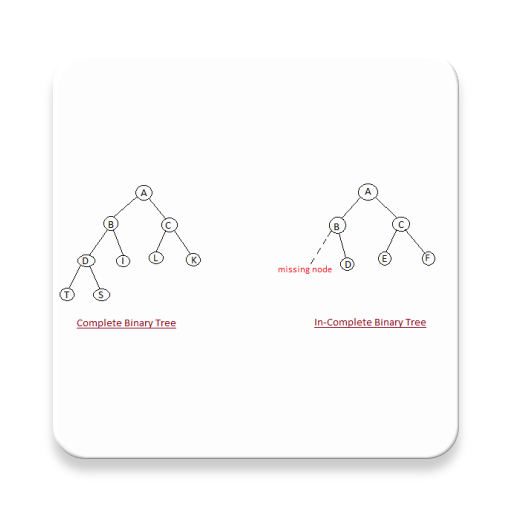 A
B
C
D
I
L
K
T
S
Complete Binary Tree
A
B
C
missing node
D
E
F
In-Complete Binary Tree